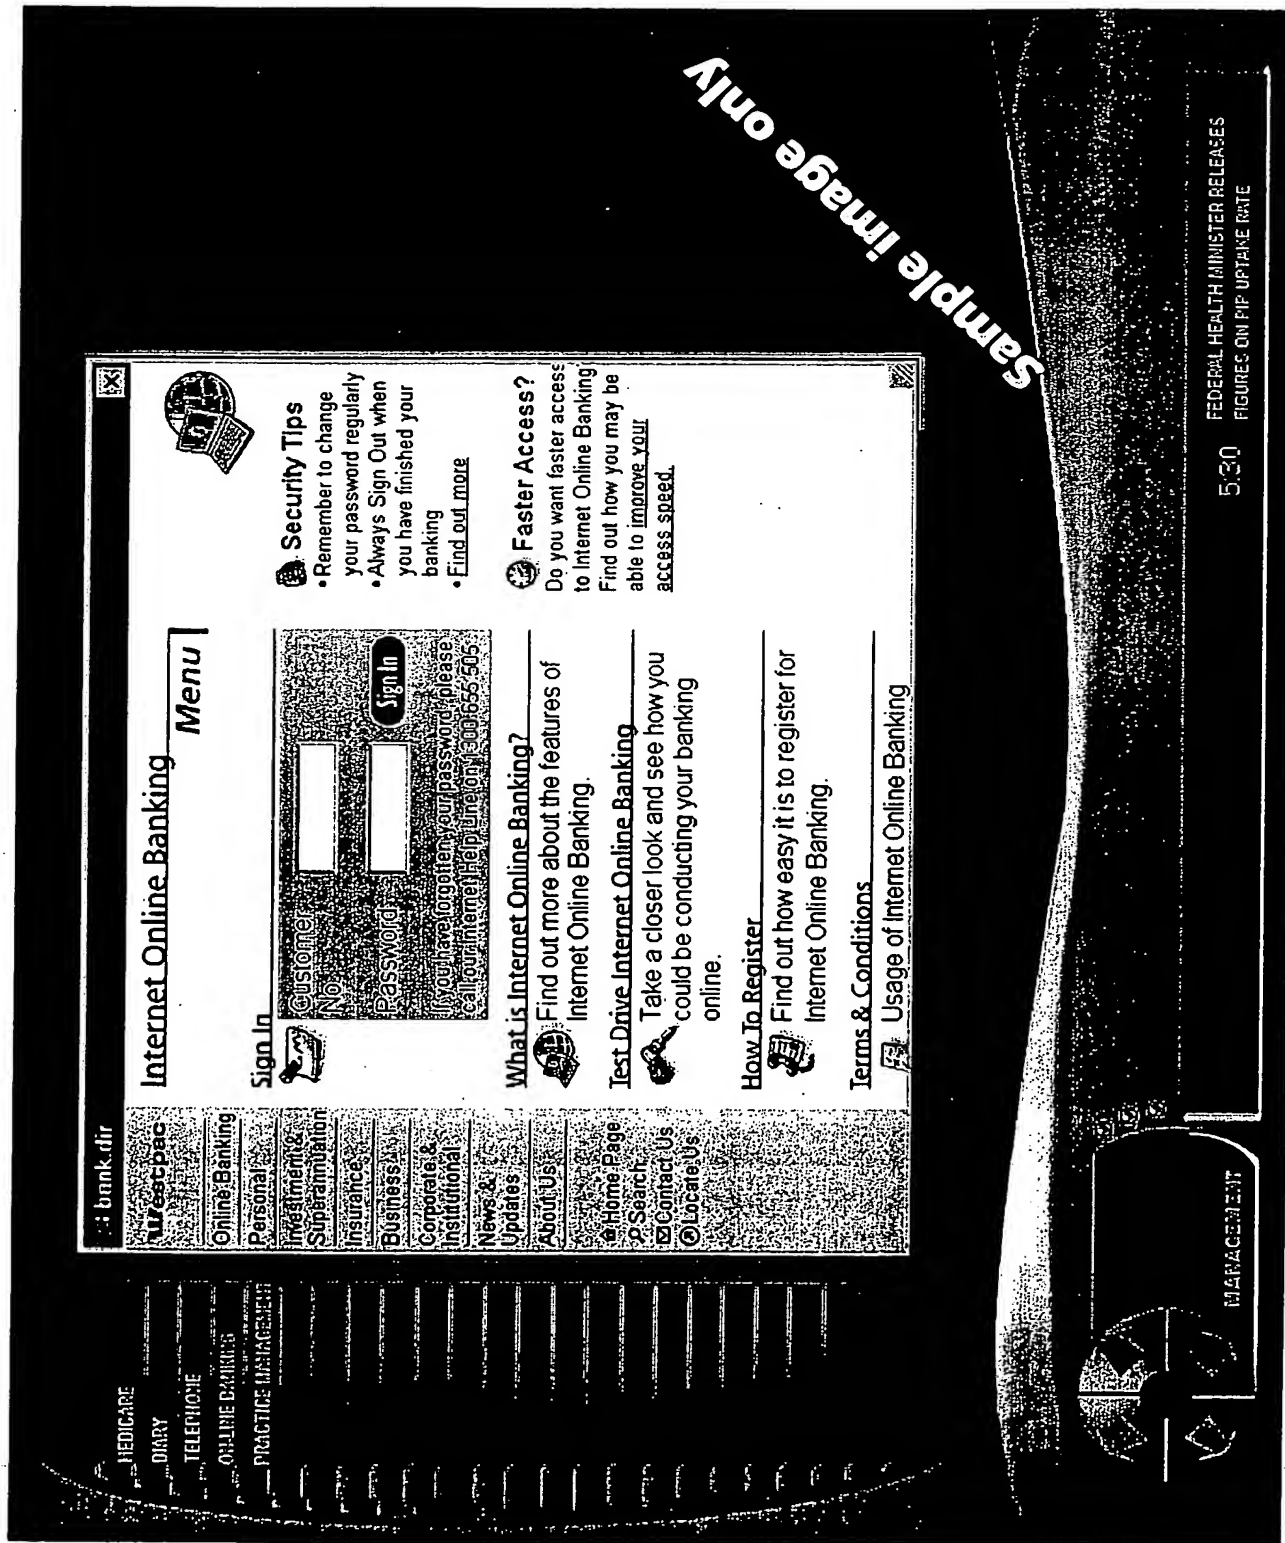 MEDICARE
DIARY
TELEPHONE
ON-LINE BANKING
PRACTICE MANAGEMENT
bank.dir
Westpac
Online Banking
Personal
Investment &
Superannuation
Insurance
Business
Corporate &
Institutional
News &
Updates
About Us
Home Page
Search
Contact Us
Locate Us
Internet Online Banking
Menu
Sign In
Customer
No.
Password
Sign In
If you have forgotten your password, please
call our Internet Help Line on 1300 655 505
What is Internet Online Banking?
Find out more about the features of
Internet Online Banking.
Test Drive Internet Online Banking
Take a closer look and see how you
could be conducting your banking
online.
How To Register
Find out how easy it is to register for
Internet Online Banking.
Terms & Conditions
Usage of Internet Online Banking
Security Tips
• Remember to change
your password regularly
• Always Sign Out when
you have finished your
banking
• Find out more
Faster Access?
Do you want faster access
to Internet Online Banking
Find out how you may be
able to improve your
access speed.
Sample image only
MANAGEMENT
5:30
FEDERAL HEALTH MINISTER RELEASES
FIGURES ON PIP UPTAKE RATE